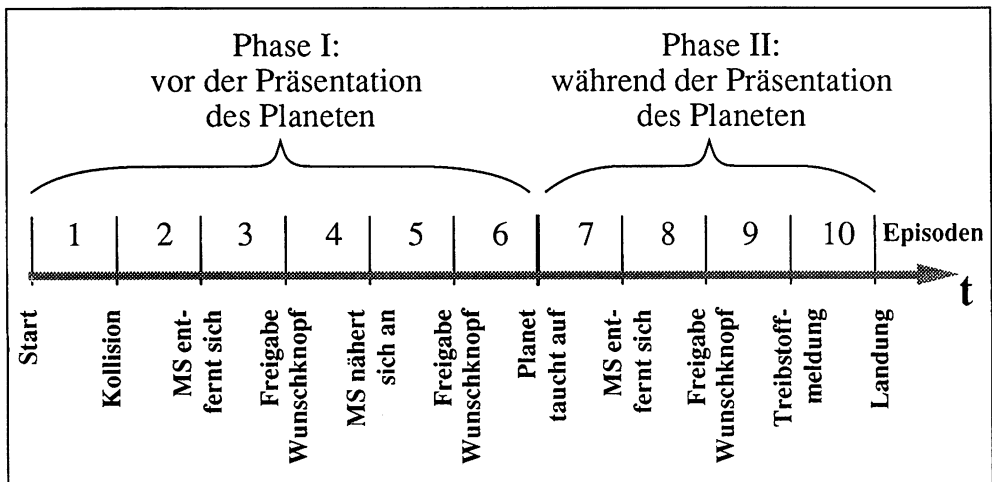 Phase I:
vor der Präsentation
des Planeten
Phase II:
während der Präsentation
des Planeten
1 2 3 4 5 6 7 8 9 10 Episoden
t
Start
Kollision
MS ent-
fernt sich
Freigabe
Wunschknopf
MS nähert
sich an
Freigabe
Wunschknopf
Planet
taucht auf
MS ent-
fernt sich
Freigabe
Wunschknopf
Treibstoff-
meldung
Landung